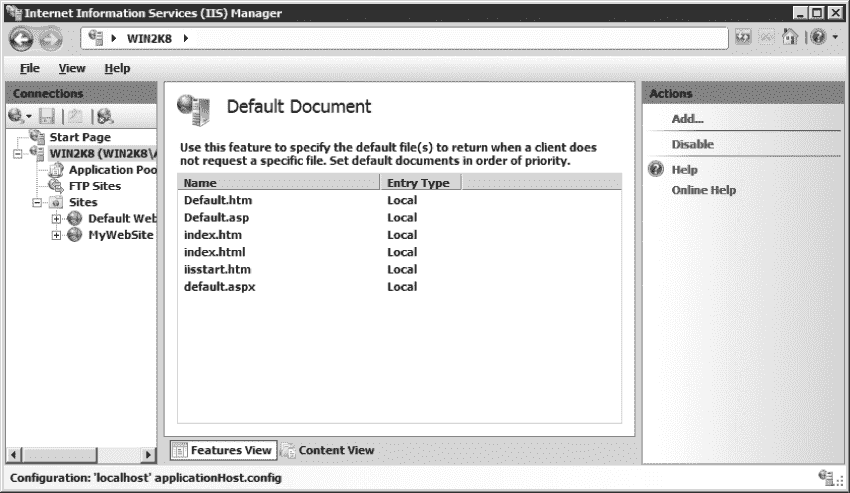 Internet Information Services (IIS) Manager
WIN2K8
File View Help
Connections
Start Page
WIN2K8 (WIN2K8\A
Application Poo
FTP Sites
Sites
Default Web
MyWebSite
Default Document
Use this feature to specify the default file(s) to return when a client does
not request a specific file. Set default documents in order of priority.
Name Entry Type
Default.htm Local
Default.asp Local
index.htm Local
index.html Local
iisstart.htm Local
default.aspx Local
Features View Content View
Actions
Add...
Disable
Help
Online Help
Configuration: 'localhost' applicationHost.config